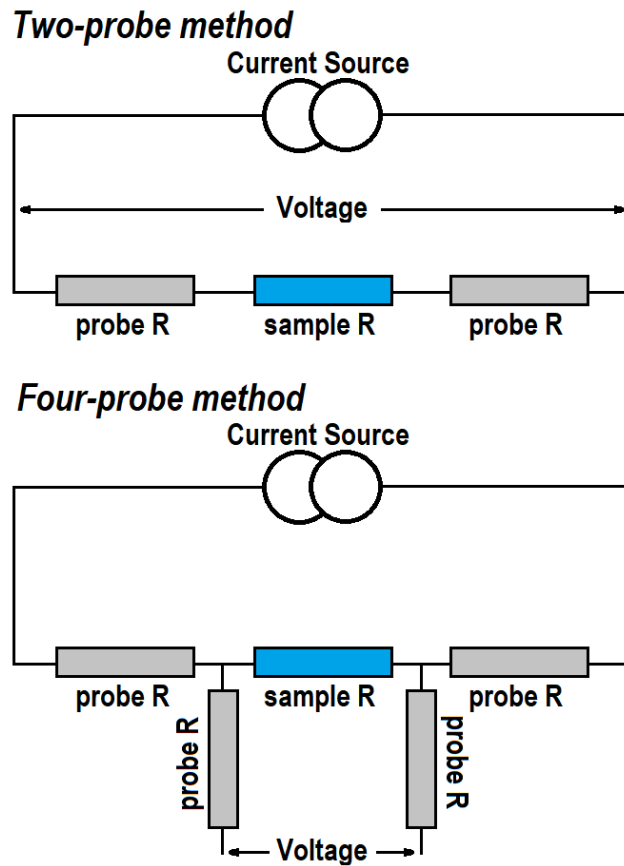 Two-probe method
Current Source
Voltage
probe R
sample R
probe R
Four-probe method
Current Source
probe R
sample R
probe R
probe R
probe R
Voltage